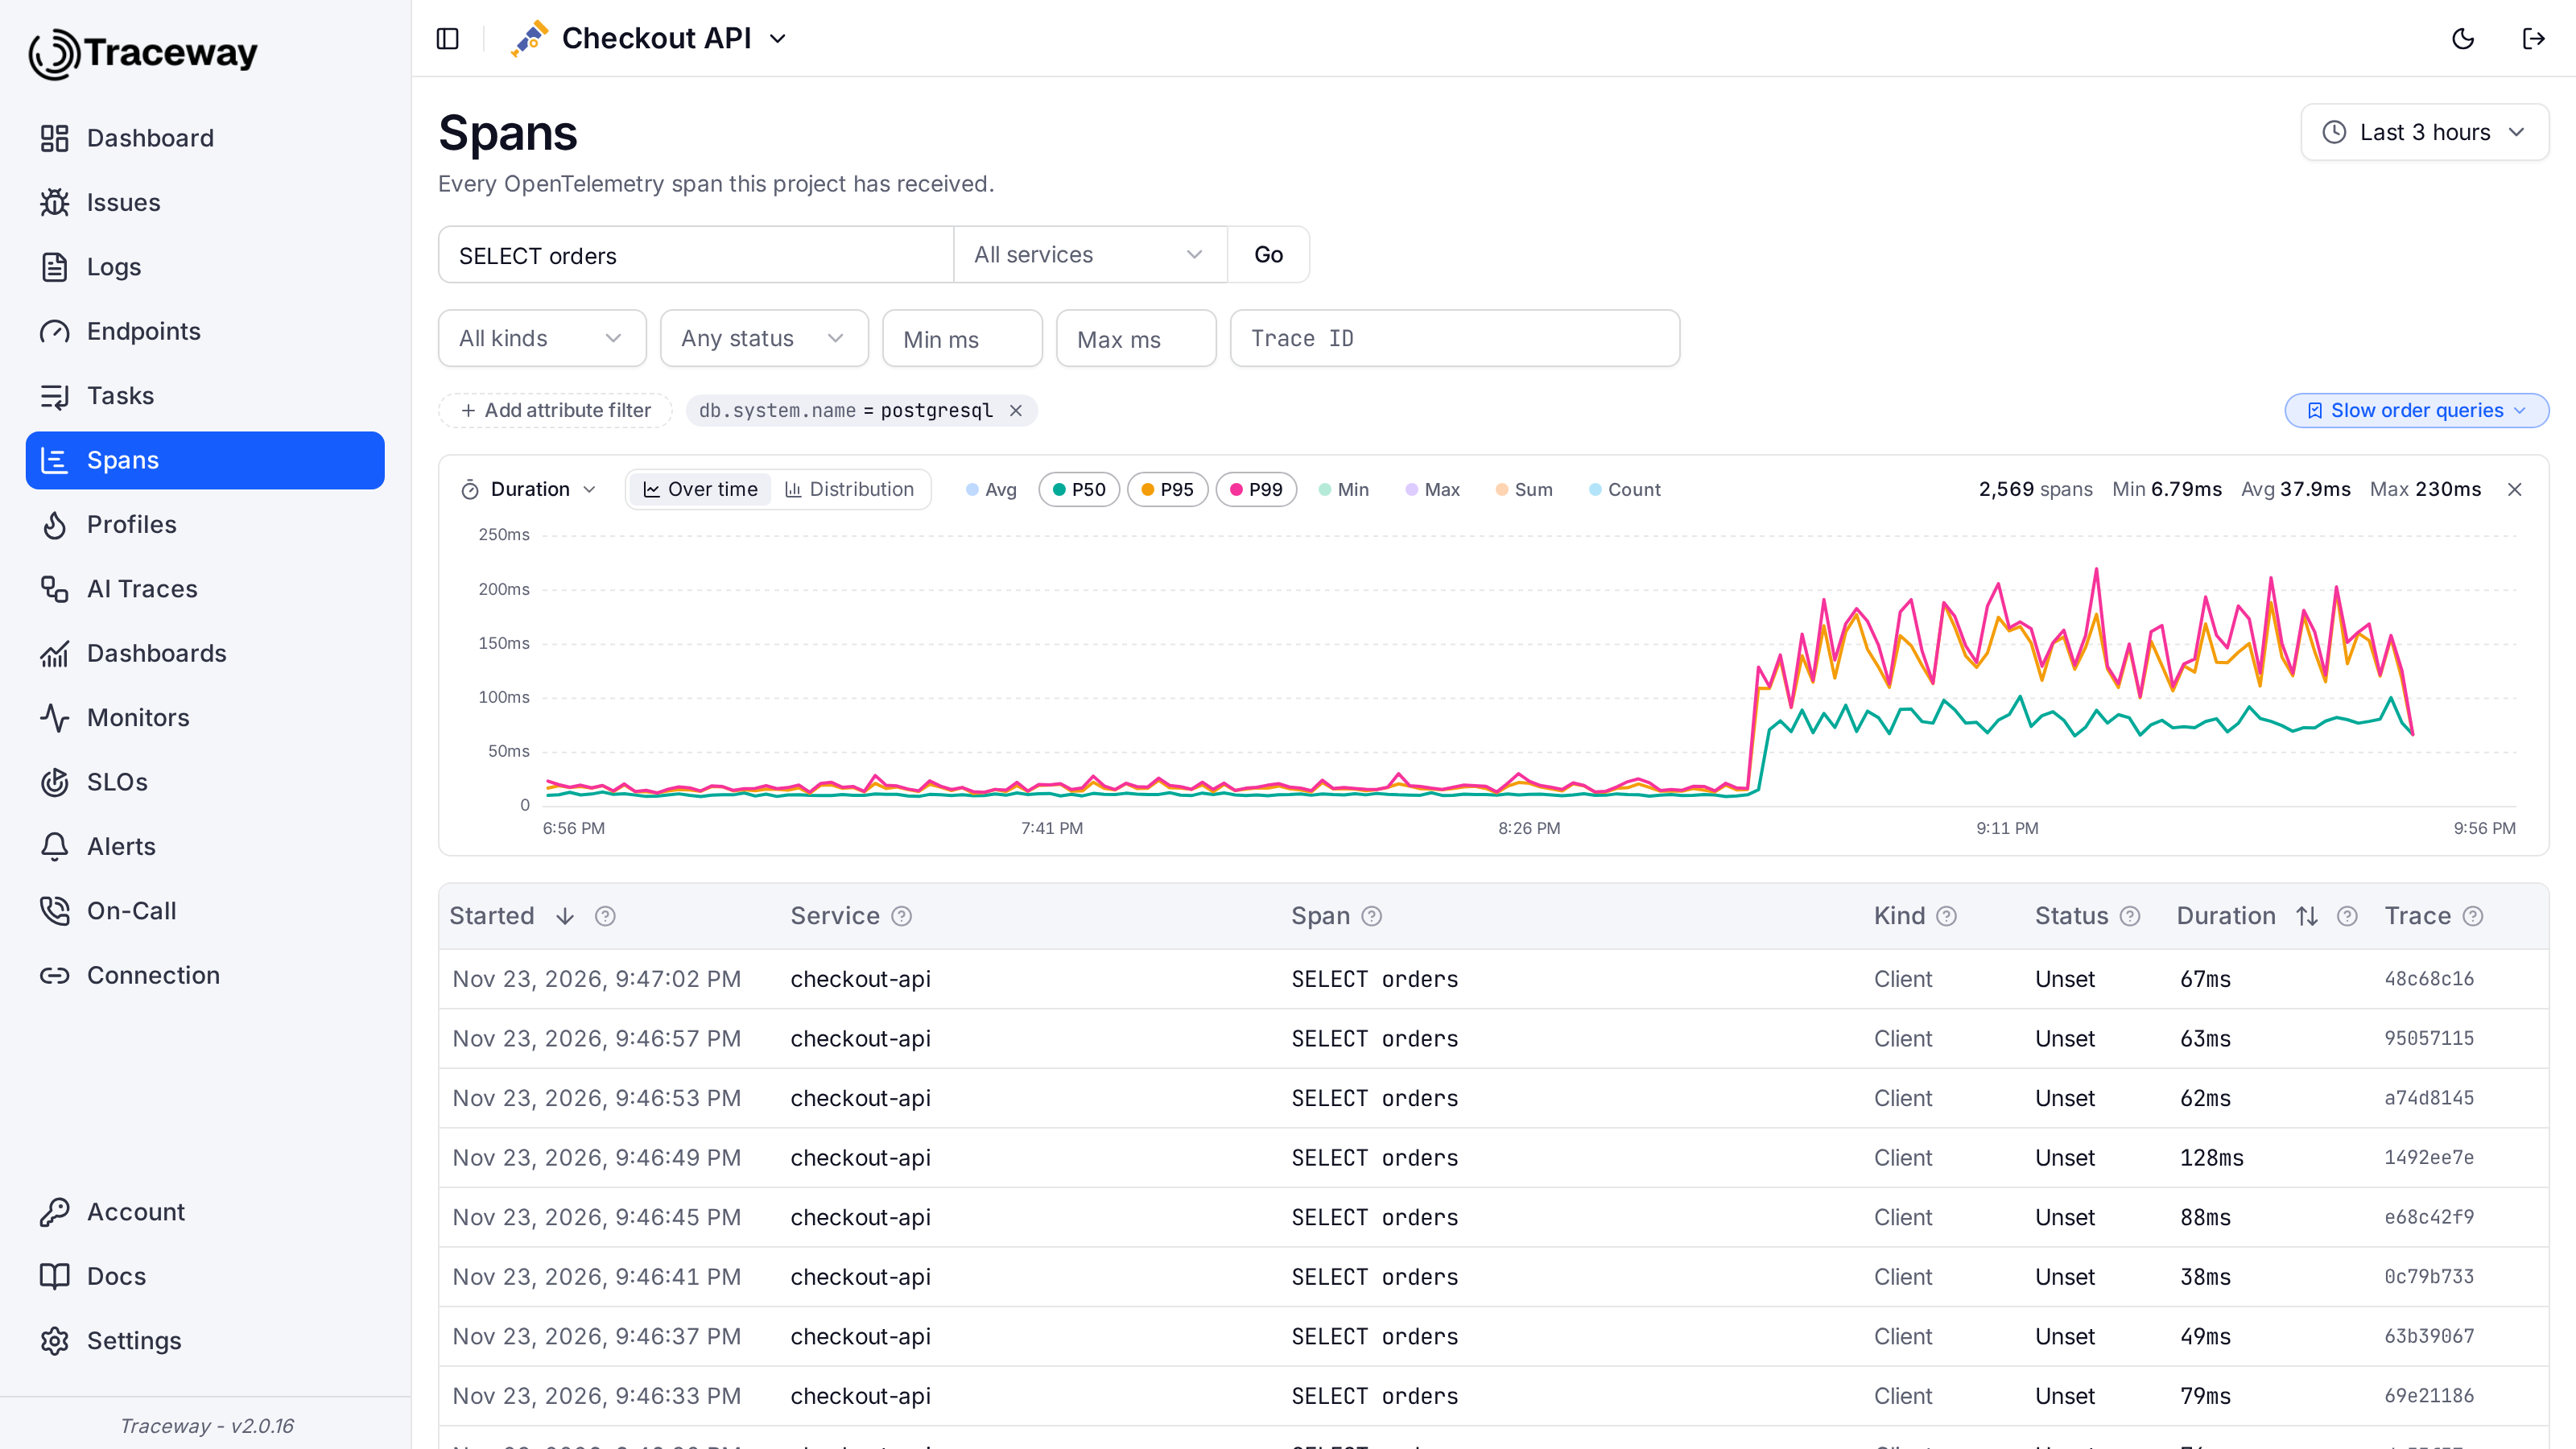 Traceway
Dashboard
Issues
Logs
Endpoints
Tasks
Spans
Profiles
AI Traces
Dashboards
Monitors
SLOs
Alerts
On-Call
Connection
Account
Docs
Settings
Traceway - v2.0.16
Checkout API
Spans
Every OpenTelemetry span this project has received.
Last 3 hours
SELECT orders All services Go
All kinds Any status Min ms Max ms Trace ID
Add attribute filter db.system.name = postgresql Slow order queries
Duration Over time Distribution Avg P50 P95 P99 Min Max Sum Count 2,569 spans Min 6.79ms Avg 37.9ms Max 230ms
250ms
200ms
150ms
100ms
50ms
0
6:56 PM 7:41 PM 8:26 PM 9:11 PM 9:56 PM
Started Service Span Kind Status Duration Trace
Nov 23, 2026, 9:47:02 PM checkout-api SELECT orders Client Unset 67ms 48c68c16
Nov 23, 2026, 9:46:57 PM checkout-api SELECT orders Client Unset 63ms 95057115
Nov 23, 2026, 9:46:53 PM checkout-api SELECT orders Client Unset 62ms a74d8145
Nov 23, 2026, 9:46:49 PM checkout-api SELECT orders Client Unset 128ms 1492ee7e
Nov 23, 2026, 9:46:45 PM checkout-api SELECT orders Client Unset 88ms e68c42f9
Nov 23, 2026, 9:46:41 PM checkout-api SELECT orders Client Unset 38ms 0c79b733
Nov 23, 2026, 9:46:37 PM checkout-api SELECT orders Client Unset 49ms 63b39067
Nov 23, 2026, 9:46:33 PM checkout-api SELECT orders Client Unset 79ms 69e21186